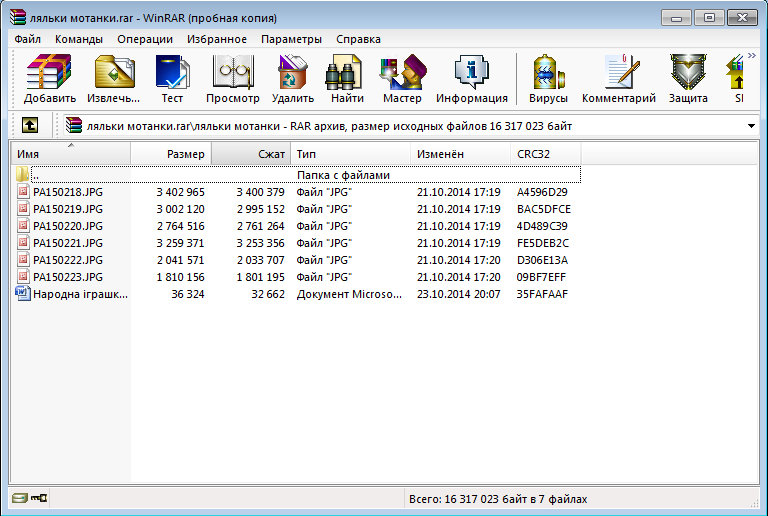 ляльки мотанки.rar - WinRAR (пробная копия)
Файл Команды Операции Избранное Параметры Справка
Добавить Извлечь... Тест Просмотр Удалить Найти Мастер Информация Вирусы Комментарий Защита SI
ляльки мотанки.rar\ляльки мотанки - RAR архив, размер исходных файлов 16 317 023 байт
Имя Размер Сжат Тип Изменён CRC32
.. Папка с файлами
PA150218.JPG 3 402 965 3 400 379 Файл "JPG" 21.10.2014 17:19 A4596D29
PA150219.JPG 3 002 120 2 995 152 Файл "JPG" 21.10.2014 17:19 BAC5DFCE
PA150220.JPG 2 764 516 2 761 264 Файл "JPG" 21.10.2014 17:19 4D489C39
PA150221.JPG 3 259 371 3 253 356 Файл "JPG" 21.10.2014 17:19 FE5DEB2C
PA150222.JPG 2 041 571 2 033 707 Файл "JPG" 21.10.2014 17:20 D306E13A
PA150223.JPG 1 810 156 1 801 195 Файл "JPG" 21.10.2014 17:20 09BF7EFF
Народна іграшк... 36 324 32 662 Документ Microso... 23.10.2014 20:07 35FAFAAF
Всего: 16 317 023 байт в 7 файлах